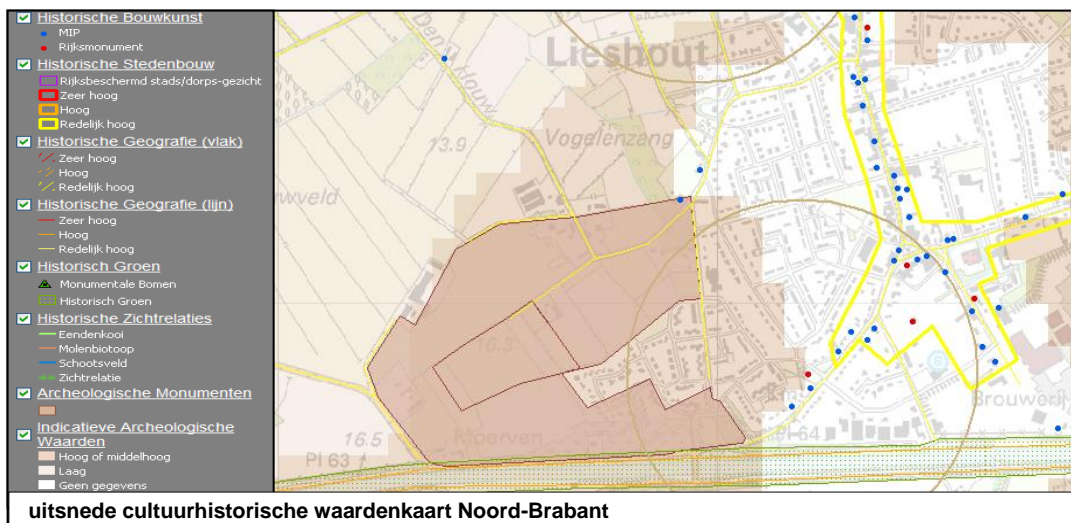 Historische Bouwkunst
MIP
Rijksmonument
Historische Stedenbouw
Rijksbeschermd stads/dorps-gezicht
Zeer hoog
Hoog
Redelijk hoog
Historische Geografie (vlak)
Zeer hoog
Hoog
Redelijk hoog
Historische Geografie (lijn)
Zeer hoog
Hoog
Redelijk hoog
Historisch Groen
Monumentale Bomen
Historisch Groen
Historische Zichtrelaties
Eendenkooi
Molenbiotoop
Schootsveld
Zichtrelatie
Archeologische Monumenten
Indicatieve Archeologische
Waarden
Hoog of middelhoog
Laag
Geen gegevens
Lieshout
Den Houw
Vogelenzang
13.9
16.3
16.5
Pl 63
64
Brouwerij
uitsnede cultuurhistorische waardenkaart Noord-Brabant